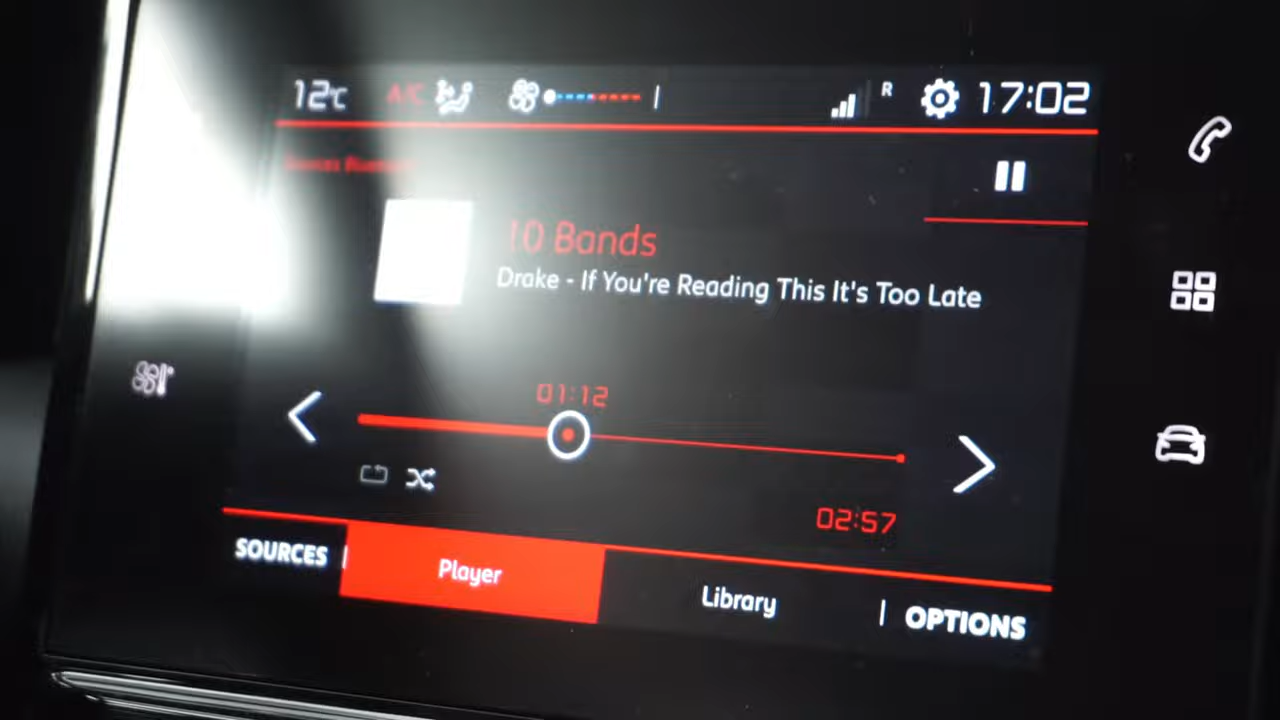 12°C A/C R 17:02
10 Bands
Drake - If You're Reading This It's Too Late
01:12
02:57
SOURCES Player Library OPTIONS